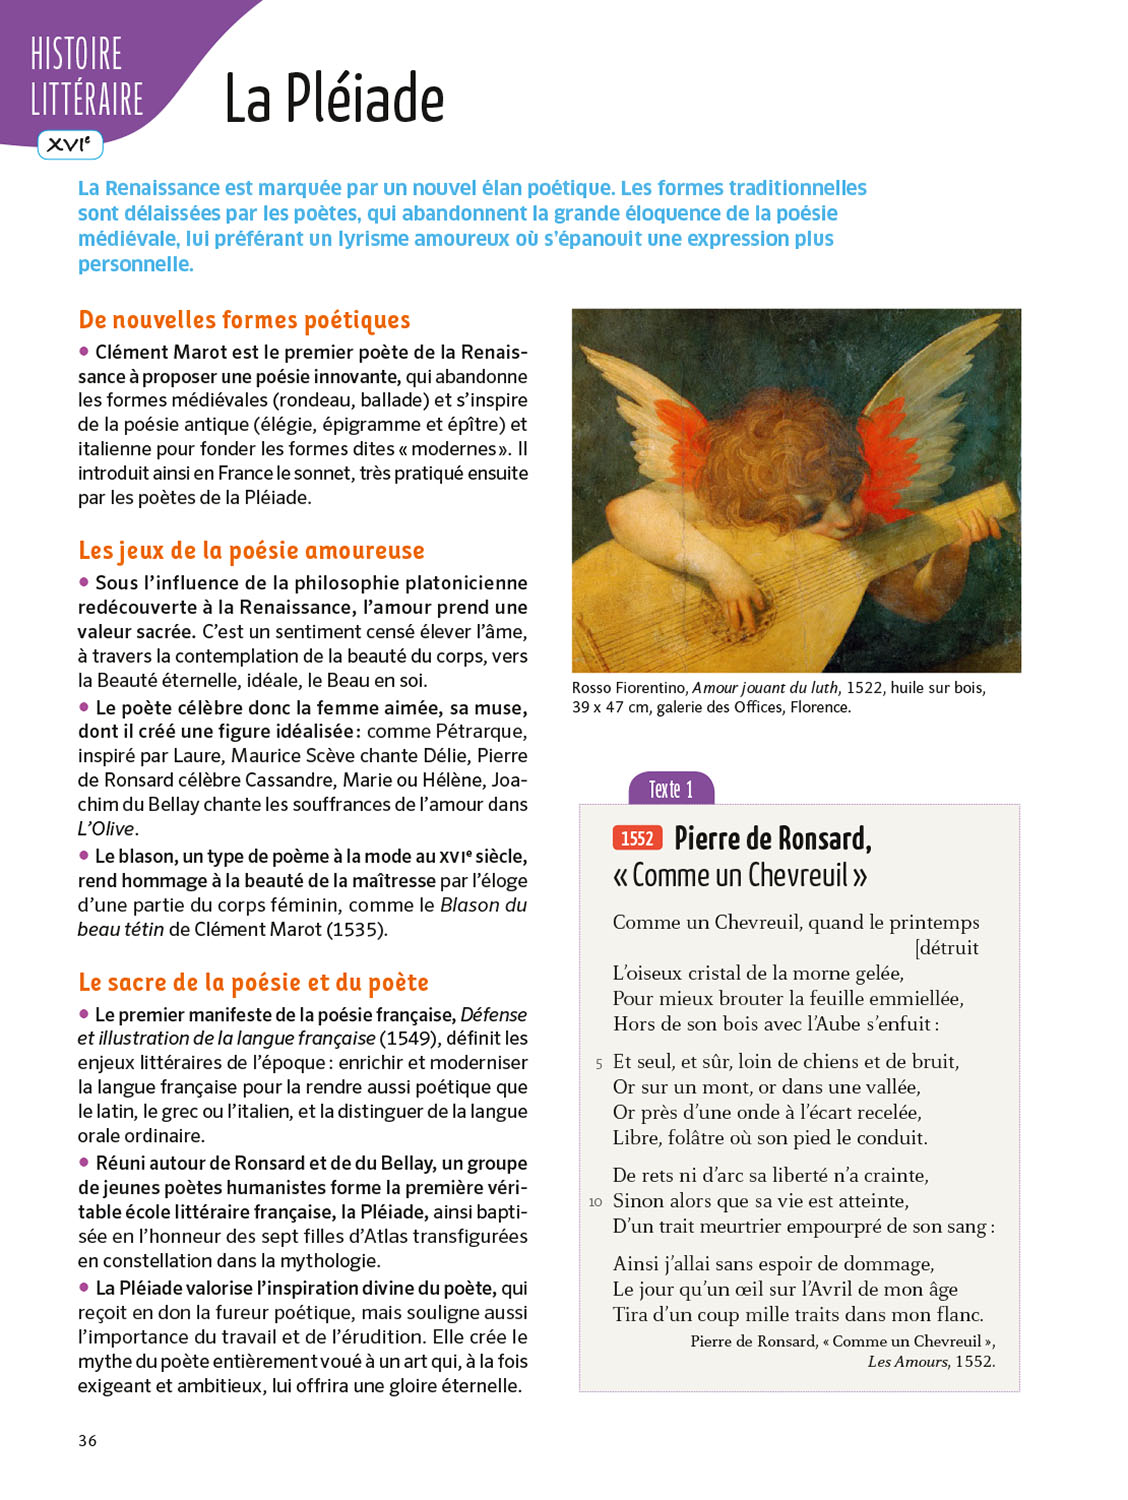 HISTOIRE
LITTÉRAIRE
XVIe
La Pléiade
La Renaissance est marquée par un nouvel élan poétique. Les formes traditionnelles
sont délaissées par les poètes, qui abandonnent la grande éloquence de la poésie
médiévale, lui préférant un lyrisme amoureux où s’épanouit une expression plus
personnelle.
De nouvelles formes poétiques
• Clément Marot est le premier poète de la Renais-
sance à proposer une poésie innovante, qui abandonne
les formes médiévales (rondeau, ballade) et s’inspire
de la poésie antique (élégie, épigramme et épître) et
italienne pour fonder les formes dites « modernes ». Il
introduit ainsi en France le sonnet, très pratiqué ensuite
par les poètes de la Pléiade.
Les jeux de la poésie amoureuse
• Sous l’influence de la philosophie platonicienne
redécouverte à la Renaissance, l’amour prend une
valeur sacrée. C’est un sentiment censé élever l’âme,
à travers la contemplation de la beauté du corps, vers
la Beauté éternelle, idéale, le Beau en soi.
• Le poète célèbre donc la femme aimée, sa muse,
dont il créé une figure idéalisée : comme Pétrarque,
inspiré par Laure, Maurice Scève chante Délie, Pierre
de Ronsard célèbre Cassandre, Marie ou Hélène, Joa-
chim du Bellay chante les souffrances de l’amour dans
L’Olive.
• Le blason, un type de poème à la mode au XVIe siècle,
rend hommage à la beauté de la maîtresse par l’éloge
d’une partie du corps féminin, comme le Blason du
beau tétin de Clément Marot (1535).
Le sacre de la poésie et du poète
• Le premier manifeste de la poésie française, Défense
et illustration de la langue française (1549), définit les
enjeux littéraires de l’époque : enrichir et moderniser
la langue française pour la rendre aussi poétique que
le latin, le grec ou l’italien, et la distinguer de la langue
orale ordinaire.
• Réuni autour de Ronsard et de du Bellay, un groupe
de jeunes poètes humanistes forme la première véri-
table école littéraire française, la Pléiade, ainsi bapti-
sée en l’honneur des sept filles d’Atlas transfigurées
en constellation dans la mythologie.
• La Pléiade valorise l’inspiration divine du poète, qui
reçoit en don la fureur poétique, mais souligne aussi
l’importance du travail et de l’érudition. Elle crée le
mythe du poète entièrement voué à un art qui, à la fois
exigeant et ambitieux, lui offrira une gloire éternelle.
Rosso Fiorentino, Amour jouant du luth, 1522, huile sur bois,
39 x 47 cm, galerie des Offices, Florence.
Texte 1
1552 Pierre de Ronsard,
« Comme un Chevreuil »
Comme un Chevreuil, quand le printemps
[détruit
L’oiseux cristal de la morne gelée,
Pour mieux brouter la feuille emmiellée,
Hors de son bois avec l’Aube s’enfuit :
5 Et seul, et sûr, loin de chiens et de bruit,
Or sur un mont, or dans une vallée,
Or près d’une onde à l’écart recelée,
Libre, folâtre où son pied le conduit.
De rets ni d’arc sa liberté n’a crainte,
10 Sinon alors que sa vie est atteinte,
D’un trait meurtrier empourpré de son sang :
Ainsi j’allai sans espoir de dommage,
Le jour qu’un œil sur l’Avril de mon âge
Tira d’un coup mille traits dans mon flanc.
Pierre de Ronsard, « Comme un Chevreuil »,
Les Amours, 1552.
36